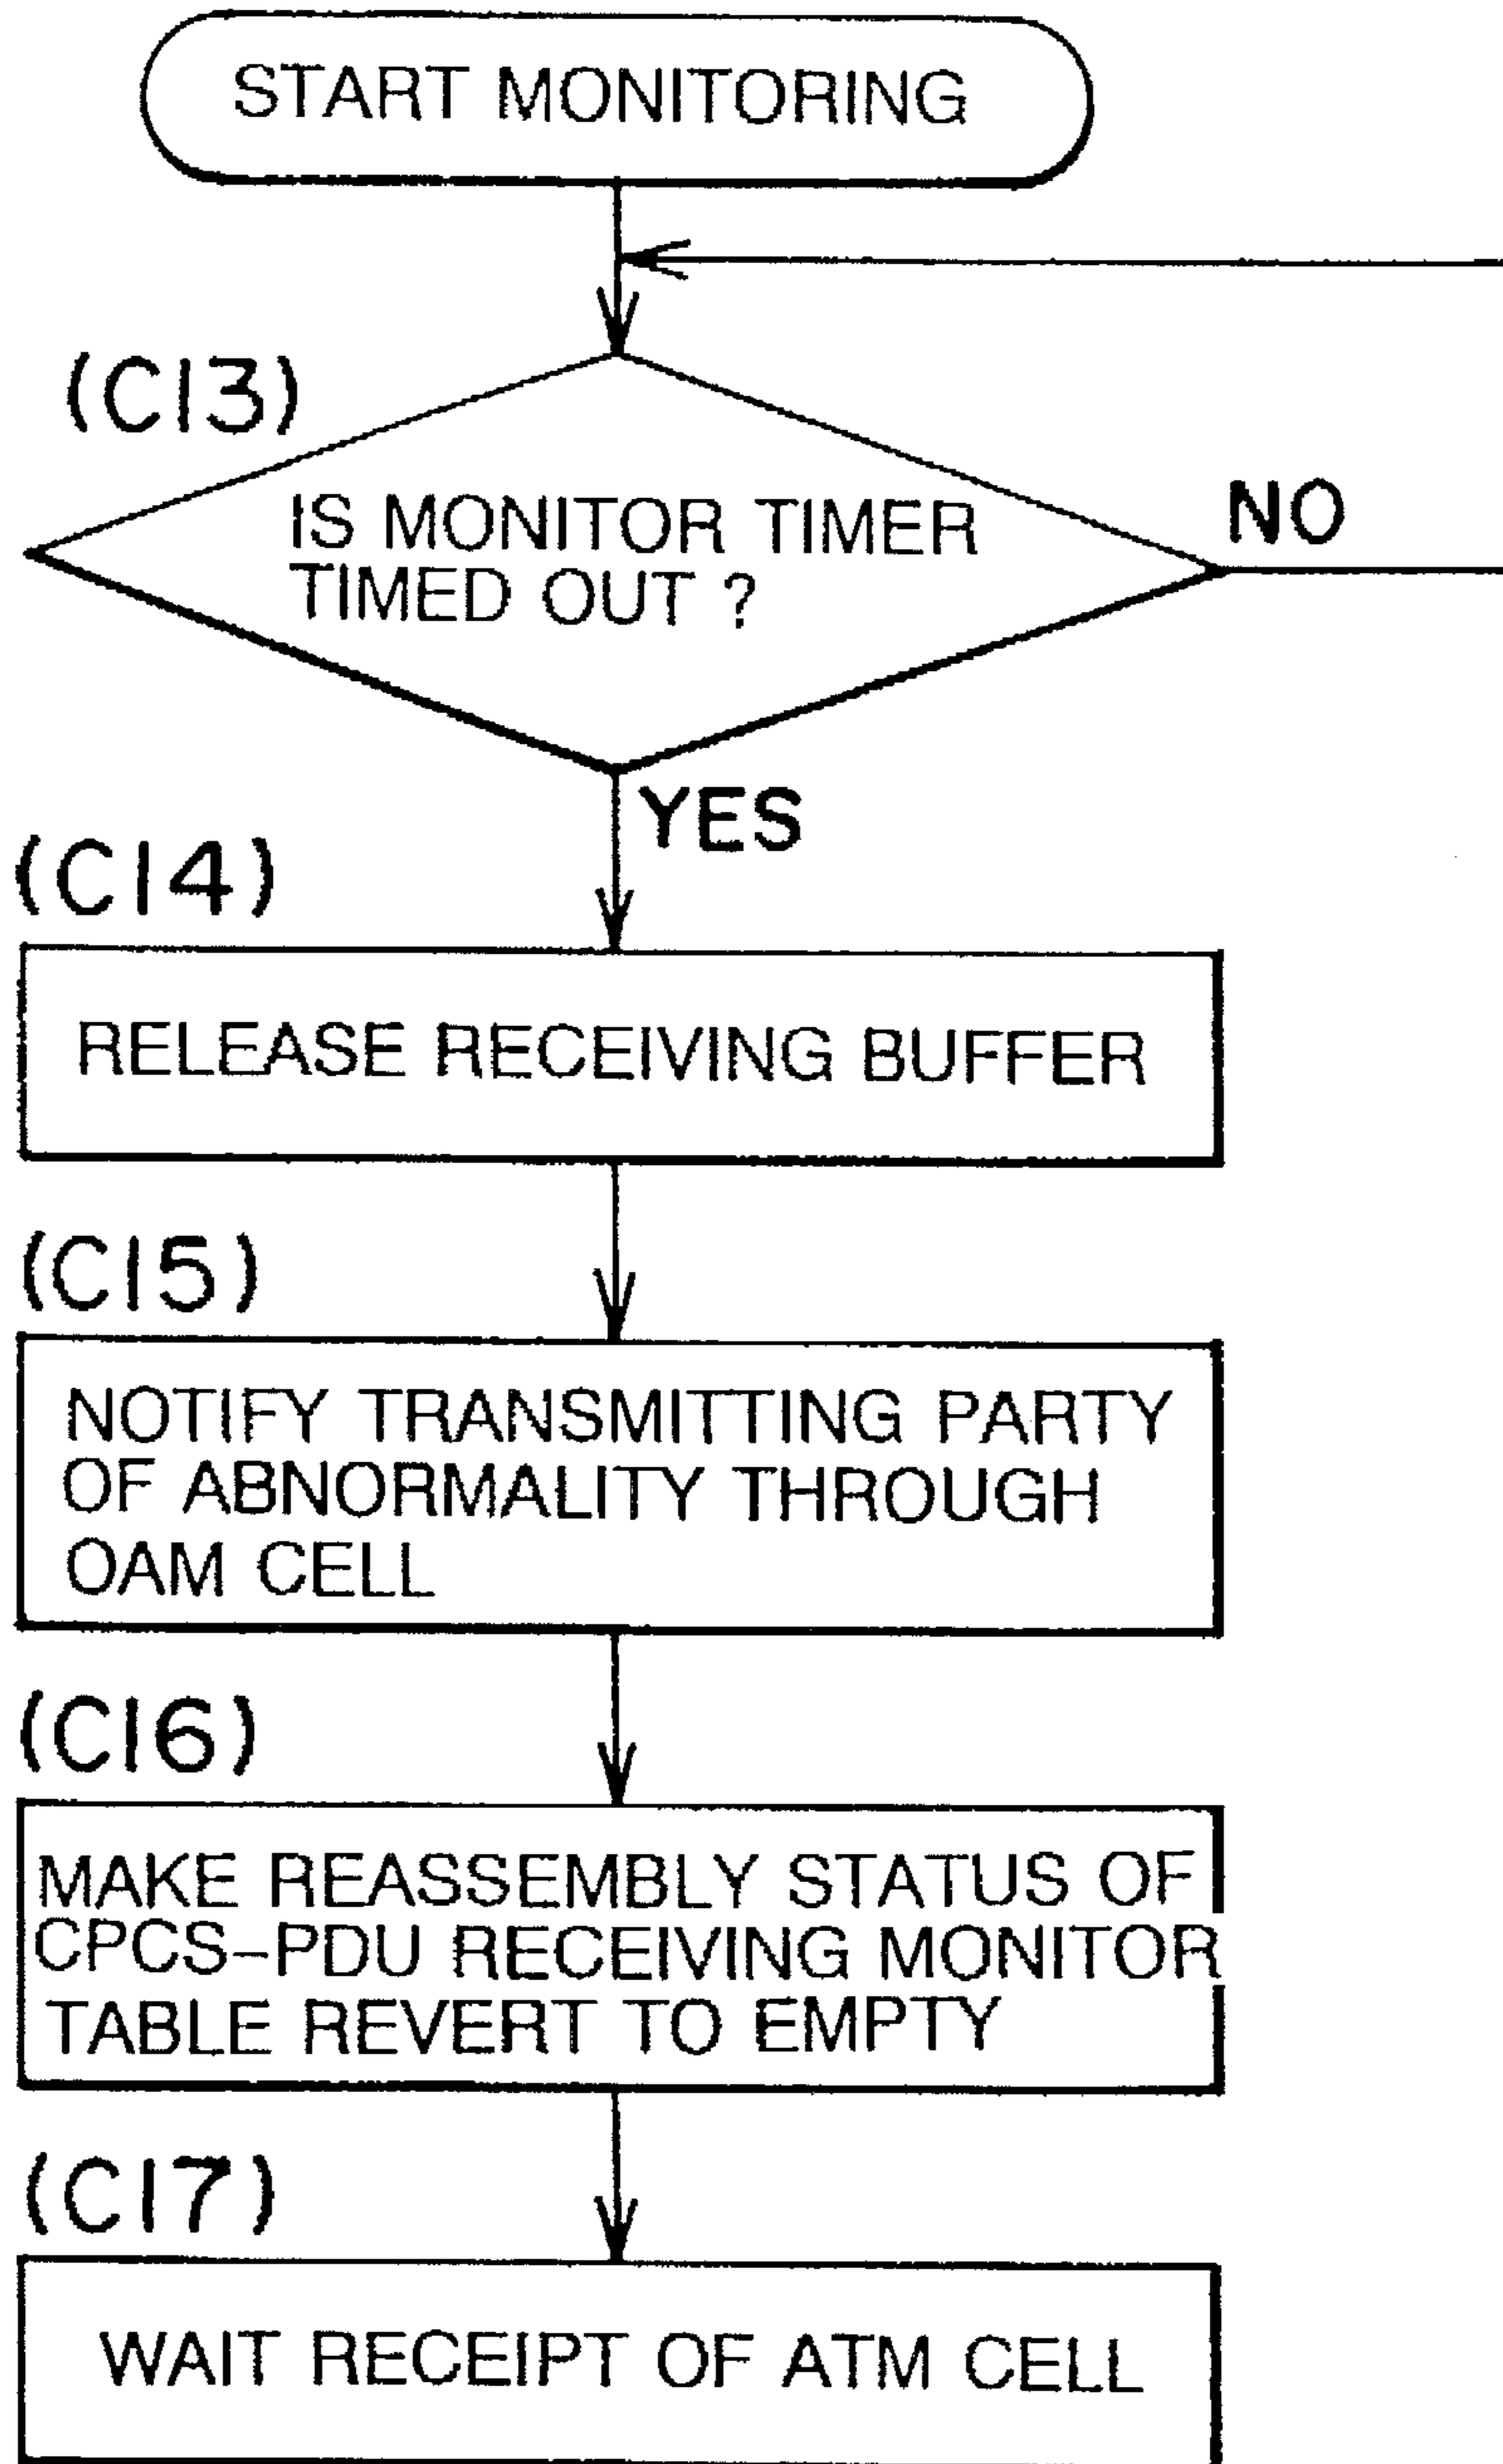 START MONITORING
(C13)
IS MONITOR TIMER
TIMED OUT ?
NO
YES
(C14)
RELEASE RECEIVING BUFFER
(C15)
NOTIFY TRANSMITTING PARTY
OF ABNORMALITY THROUGH
OAM CELL
(C16)
MAKE REASSEMBLY STATUS OF
CPCS-PDU RECEIVING MONITOR
TABLE REVERT TO EMPTY
(C17)
WAIT RECEIPT OF ATM CELL